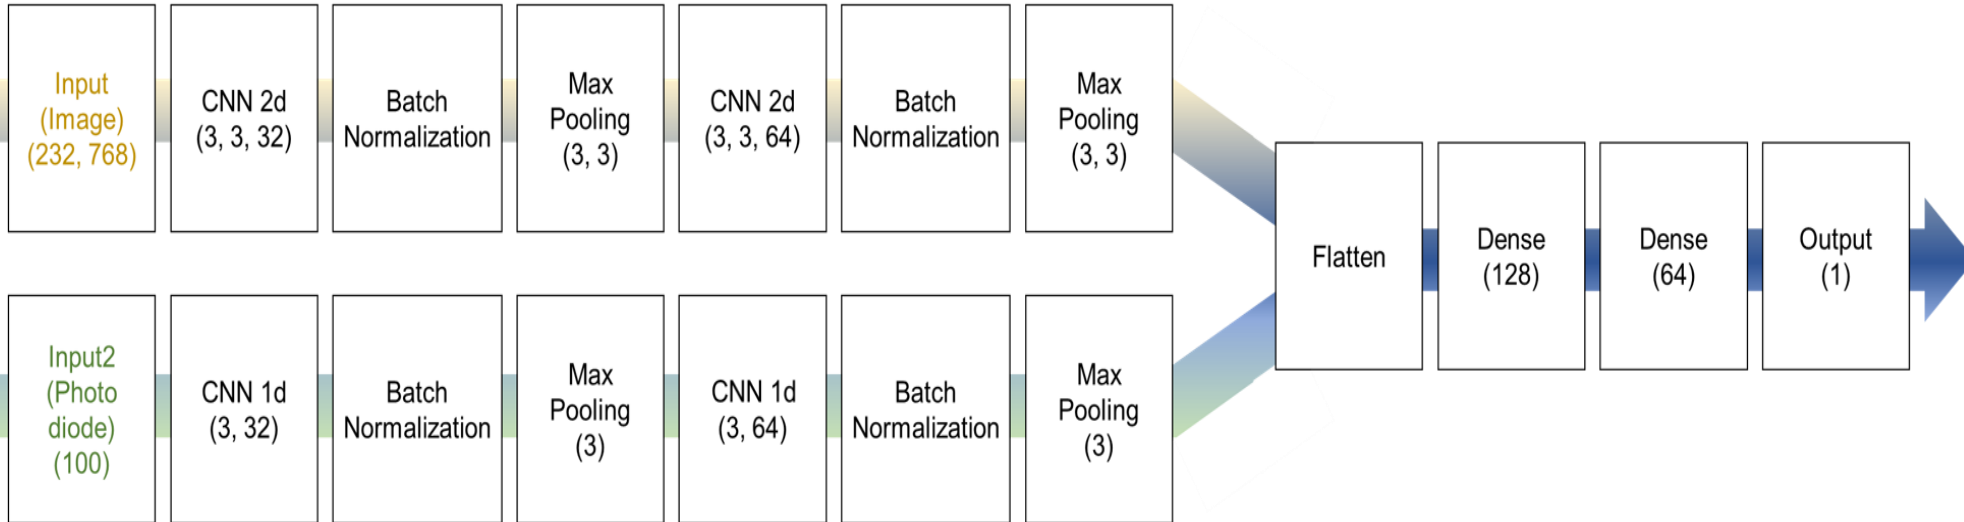 Input
(Image)
(232, 768)
CNN 2d
(3, 3, 32)
Batch
Normalization
Max
Pooling
(3, 3)
CNN 2d
(3, 3, 64)
Batch
Normalization
Max
Pooling
(3, 3)
Input2
(Photo
diode)
(100)
CNN 1d
(3, 32)
Batch
Normalization
Max
Pooling
(3)
CNN 1d
(3, 64)
Batch
Normalization
Max
Pooling
(3)
Flatten
Dense
(128)
Dense
(64)
Output
(1)